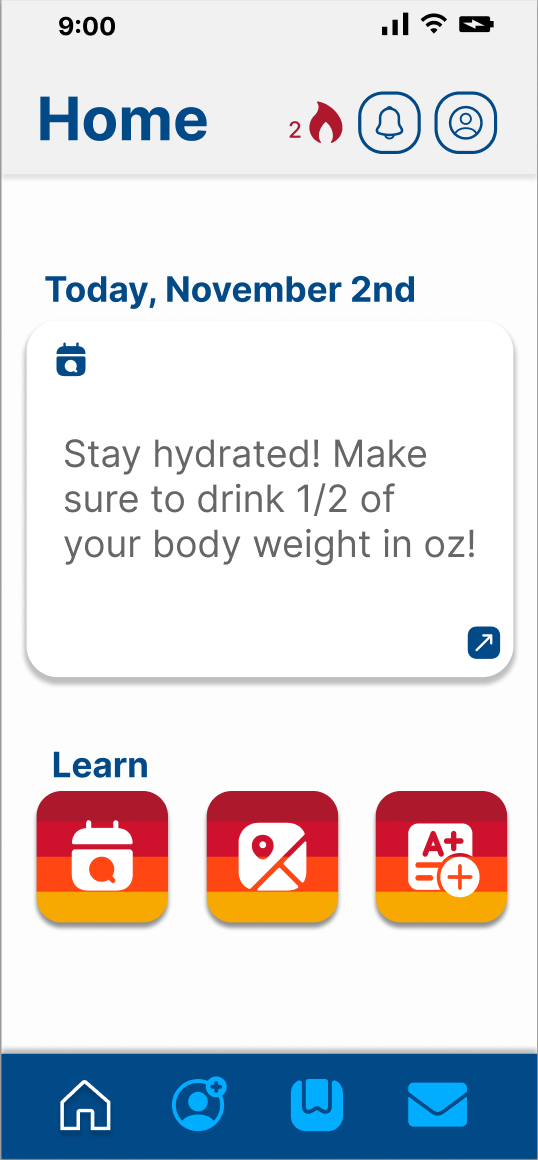 9:00
Home
2
Today, November 2nd
Stay hydrated! Make
sure to drink 1/2 of
your body weight in oz!
Learn
A+